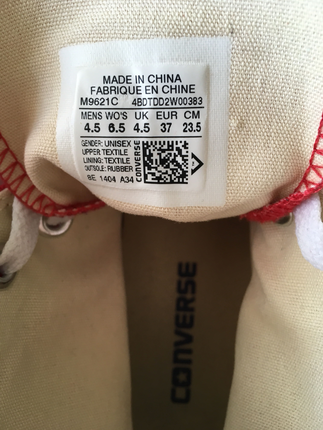 MADE IN CHINA
FABRIQUE EN CHINE
M9621C 4BDTDD2W00383
MENS WO'S UK EUR CM
4.5 6.5 4.5 37 23.5
GENDER: UNISEX
UPPER: TEXTILE
LINING: TEXTILE
OUTSOLE: RUBBER
BE 1404 A34
CONVERSE
CONVERSE